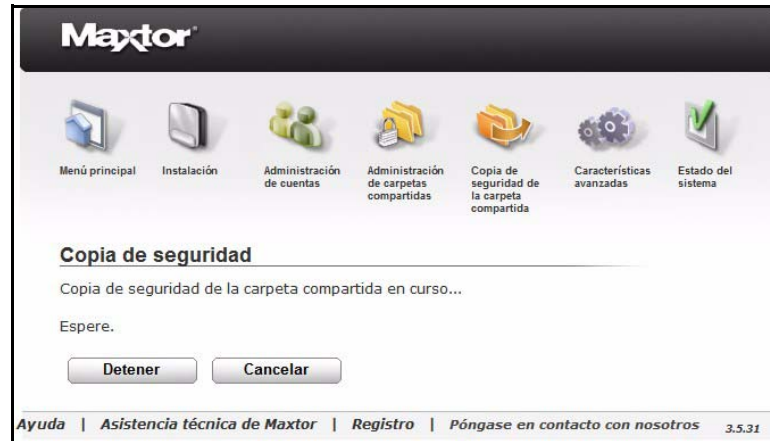 Maxtor
Menú principal
Instalación
Administración
de cuentas
Administración
de carpetas
compartidas
Copia de
seguridad de
la carpeta
compartida
Características
avanzadas
Estado del
sistema
Copia de seguridad
Copia de seguridad de la carpeta compartida en curso...
Espere.
Detener Cancelar
Ayuda | Asistencia técnica de Maxtor | Registro | Póngase en contacto con nosotros 3.5.31